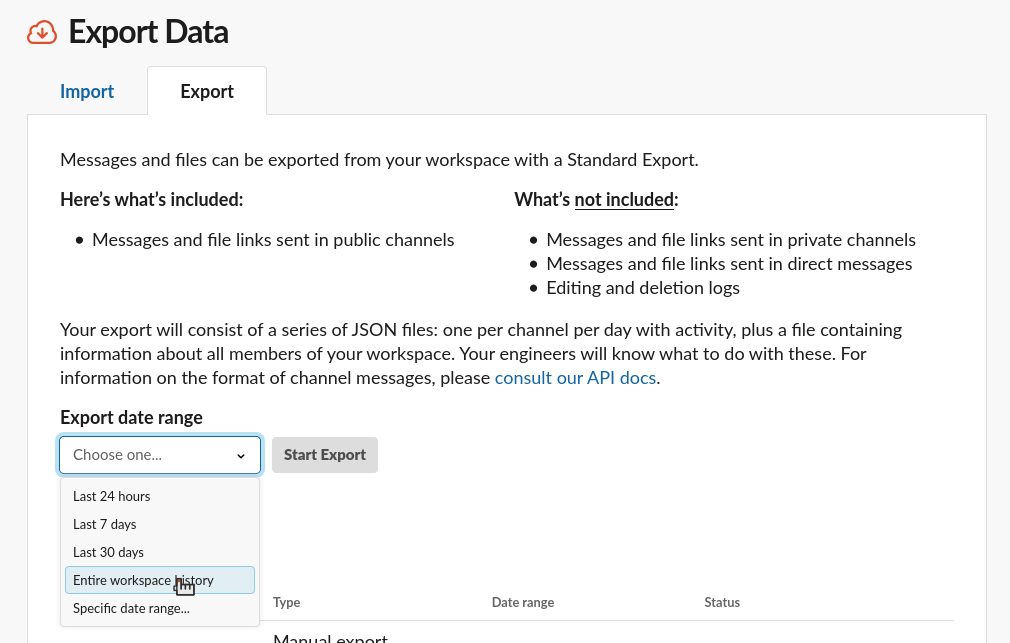 Export Data
Import
Export
Messages and files can be exported from your workspace with a Standard Export.
Here's what's included:
• Messages and file links sent in public channels
What's not included:
• Messages and file links sent in private channels
• Messages and file links sent in direct messages
• Editing and deletion logs
Your export will consist of a series of JSON files: one per channel per day with activity, plus a file containing
information about all members of your workspace. Your engineers will know what to do with these. For
information on the format of channel messages, please consult our API docs.
Export date range
Choose one...
Start Export
Last 24 hours
Last 7 days
Last 30 days
Entire workspace history
Specific date range...
Type
Date range
Status
Manual export